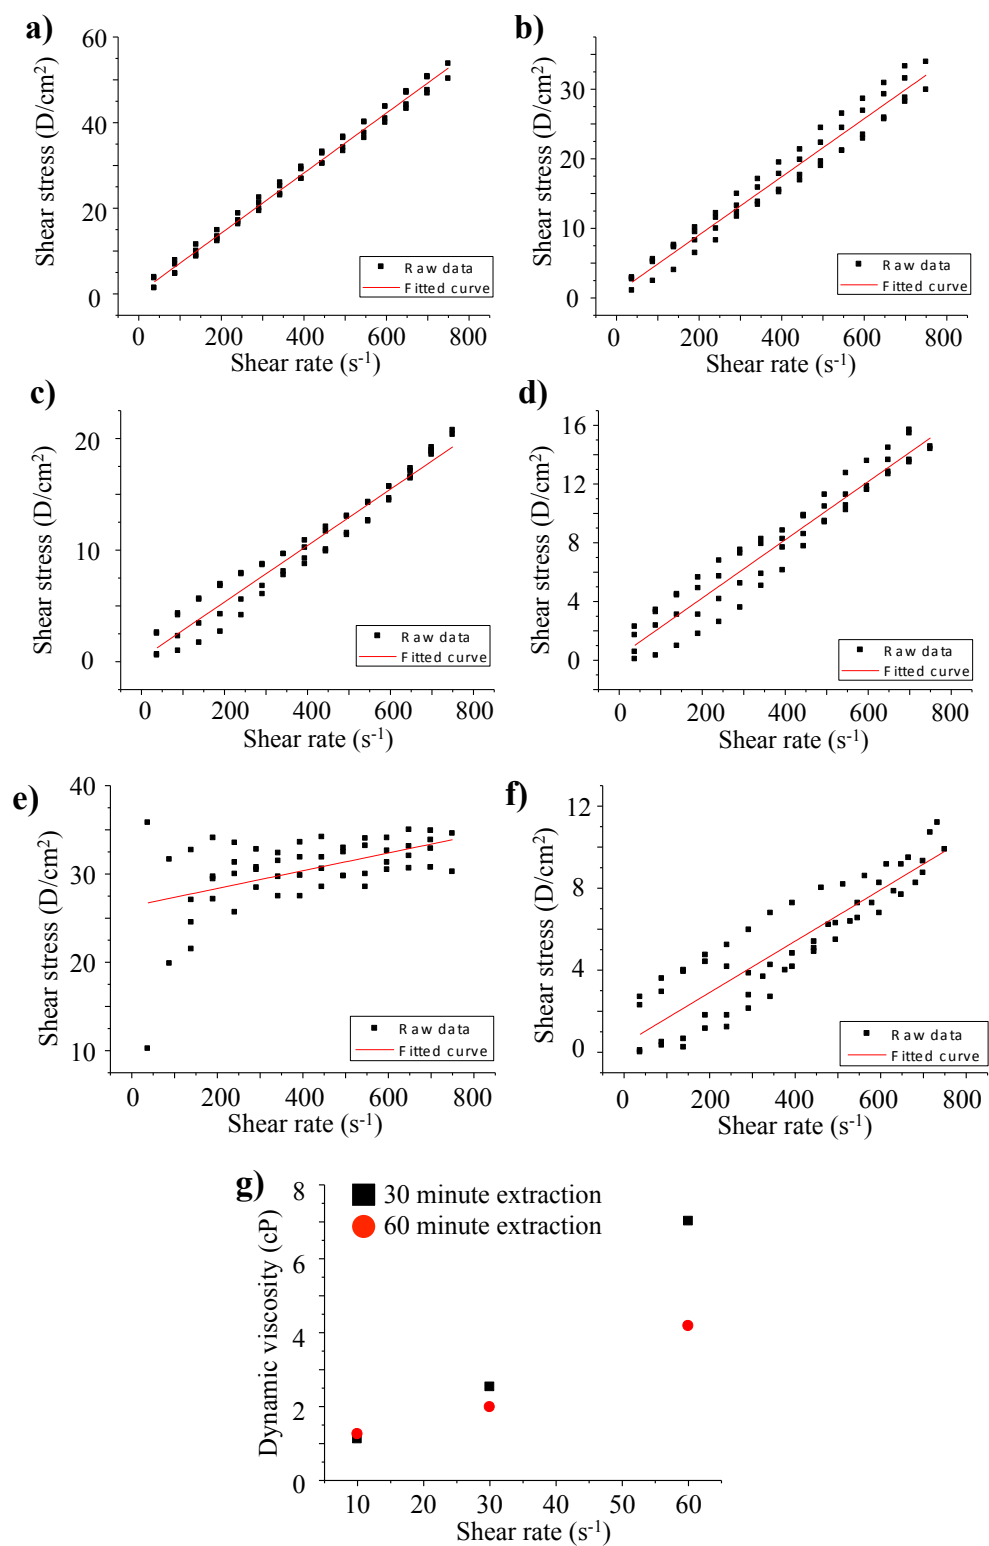 a)
60
40
20
0
Shear stress (D/cm²)
Raw data
Fitted curve
0 200 400 600 800
Shear rate (s⁻¹)
b)
30
20
10
0
Shear stress (D/cm²)
Raw data
Fitted curve
0 200 400 600 800
Shear rate (s⁻¹)
c)
20
10
0
Shear stress (D/cm²)
Raw data
Fitted curve
0 200 400 600 800
Shear rate (s⁻¹)
d)
16
12
8
4
0
Shear stress (D/cm²)
Raw data
Fitted curve
0 200 400 600 800
Shear rate (s⁻¹)
e)
40
30
20
10
Shear stress (D/cm²)
Raw data
Fitted curve
0 200 400 600 800
Shear rate (s⁻¹)
f)
12
8
4
0
Shear stress (D/cm²)
Raw data
Fitted curve
0 200 400 600 800
Shear rate (s⁻¹)
g)
30 minute extraction
60 minute extraction
8
6
4
2
0
Dynamic viscosity (cP)
10 20 30 40 50 60
Shear rate (s⁻¹)